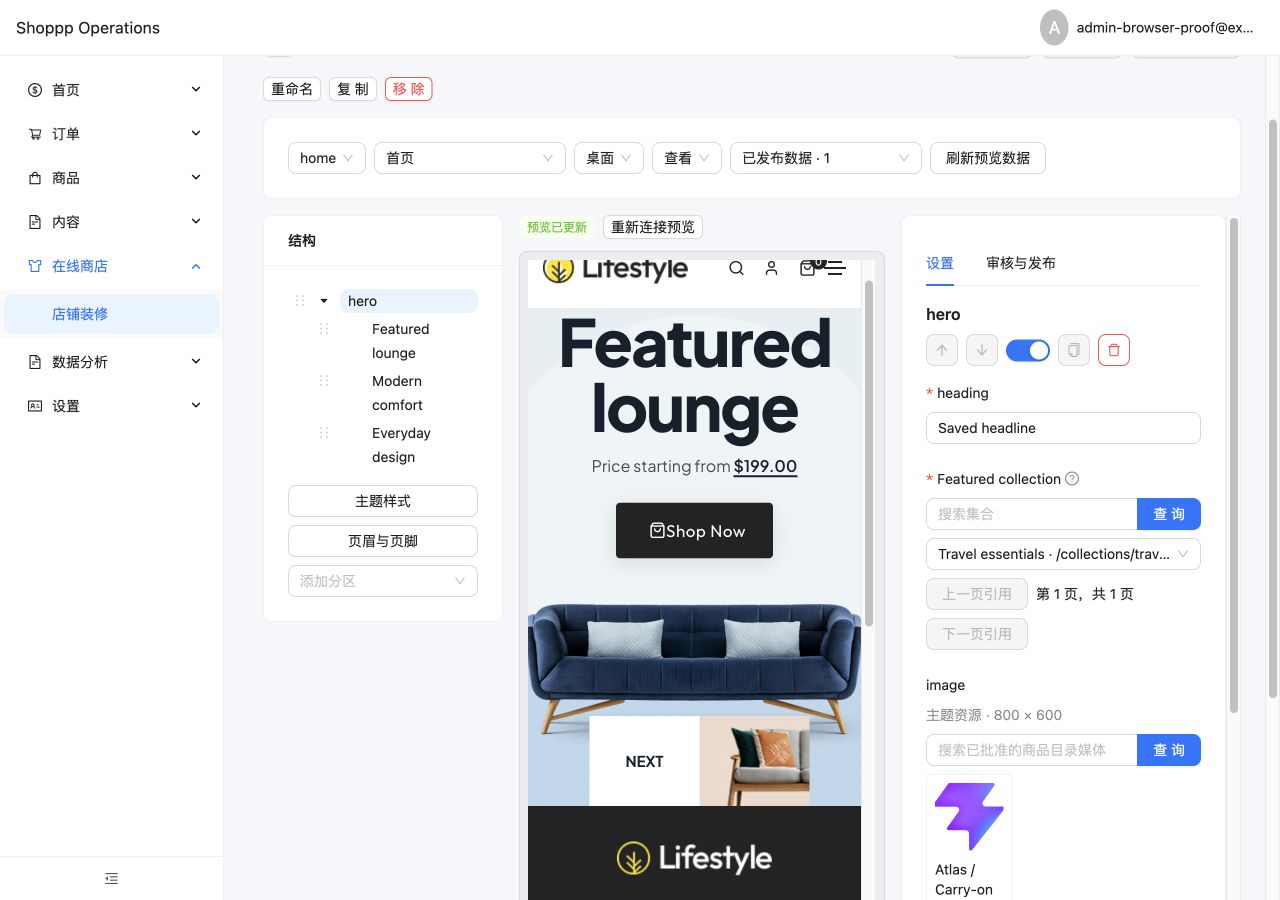 Shoppp Operations
A
admin-browser-proof@ex...
首页
订单
商品
内容
在线商店
店铺装修
数据分析
设置
重命名
复 制
移 除
home
首页
桌面
查看
已发布数据 · 1
刷新预览数据
结构
hero
Featured
lounge
Modern
comfort
Everyday
design
主题样式
页眉与页脚
添加分区
预览已更新
重新连接预览
Lifestyle
0
Featured
lounge
Price starting from $199.00
Shop Now
NEXT
Lifestyle
设置
审核与发布
hero
* heading
Saved headline
* Featured collection
搜索集合
查 询
Travel essentials · /collections/trav...
上一页引用
第 1 页，共 1 页
下一页引用
image
主题资源 · 800 × 600
搜索已批准的商品目录媒体
查 询
Atlas /
Carry-on